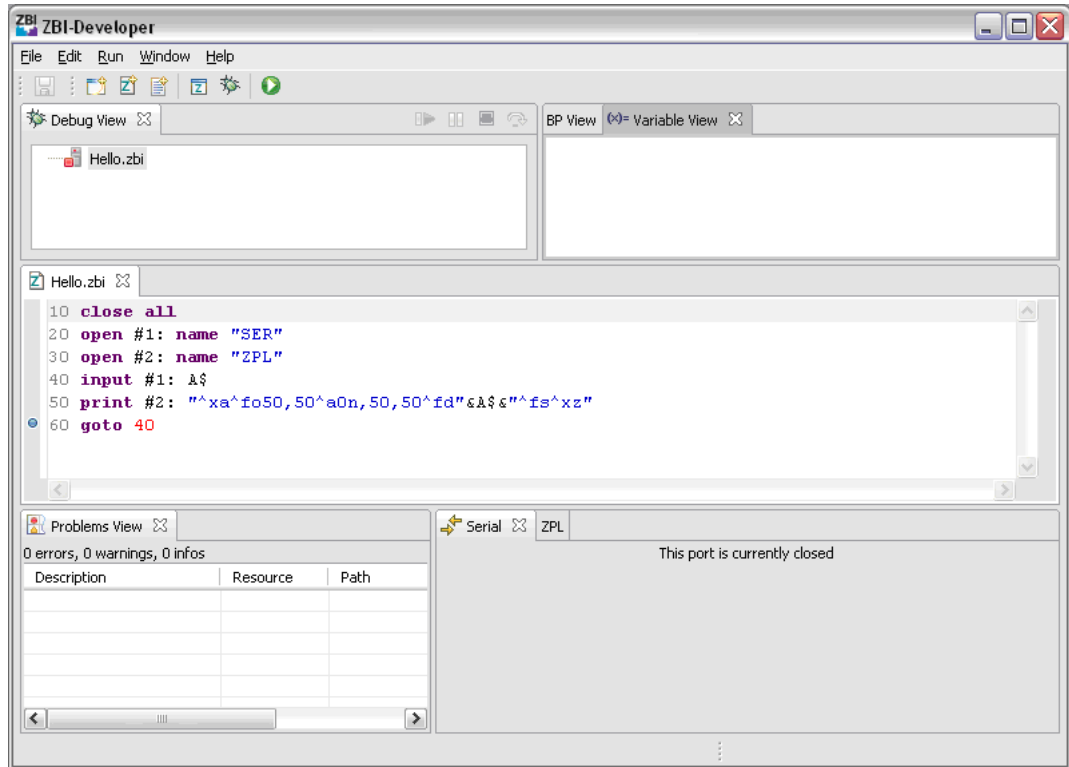 ZBI ZBI-Developer
File Edit Run Window Help
Debug View
BP View (x)= Variable View
Hello.zbi
Hello.zbi
10 close all
20 open #1: name "SER"
30 open #2: name "ZPL"
40 input #1: A$
50 print #2: "^xa^fo50,50^a0n,50,50^fd"&A$&"^fs^xz"
60 goto 40
Problems View
0 errors, 0 warnings, 0 infos
Description Resource Path
Serial ZPL
This port is currently closed